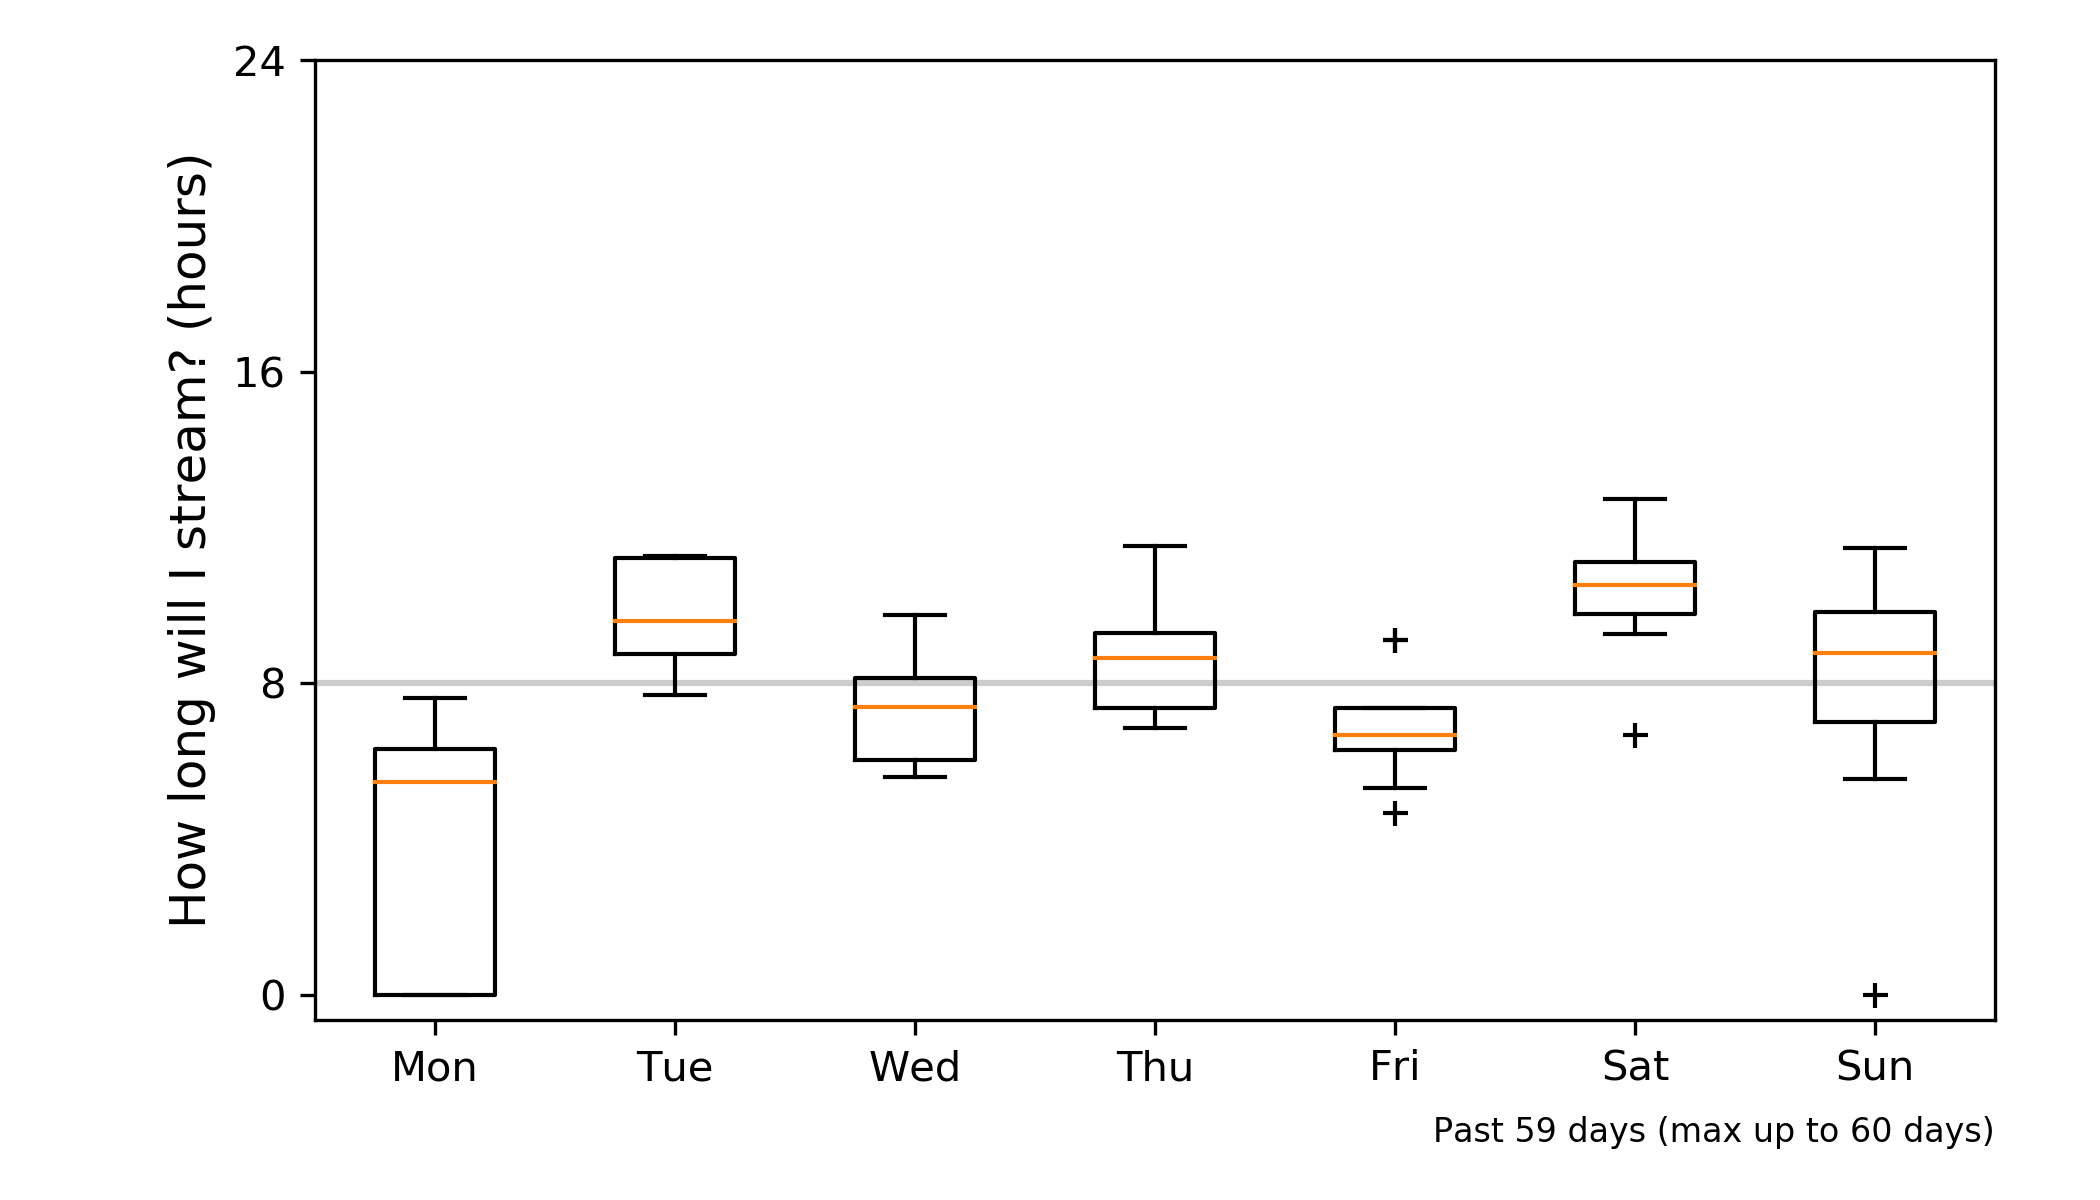 How long will I stream? (hours)
24
16
8
0
Mon Tue Wed Thu Fri Sat Sun
Past 59 days (max up to 60 days)